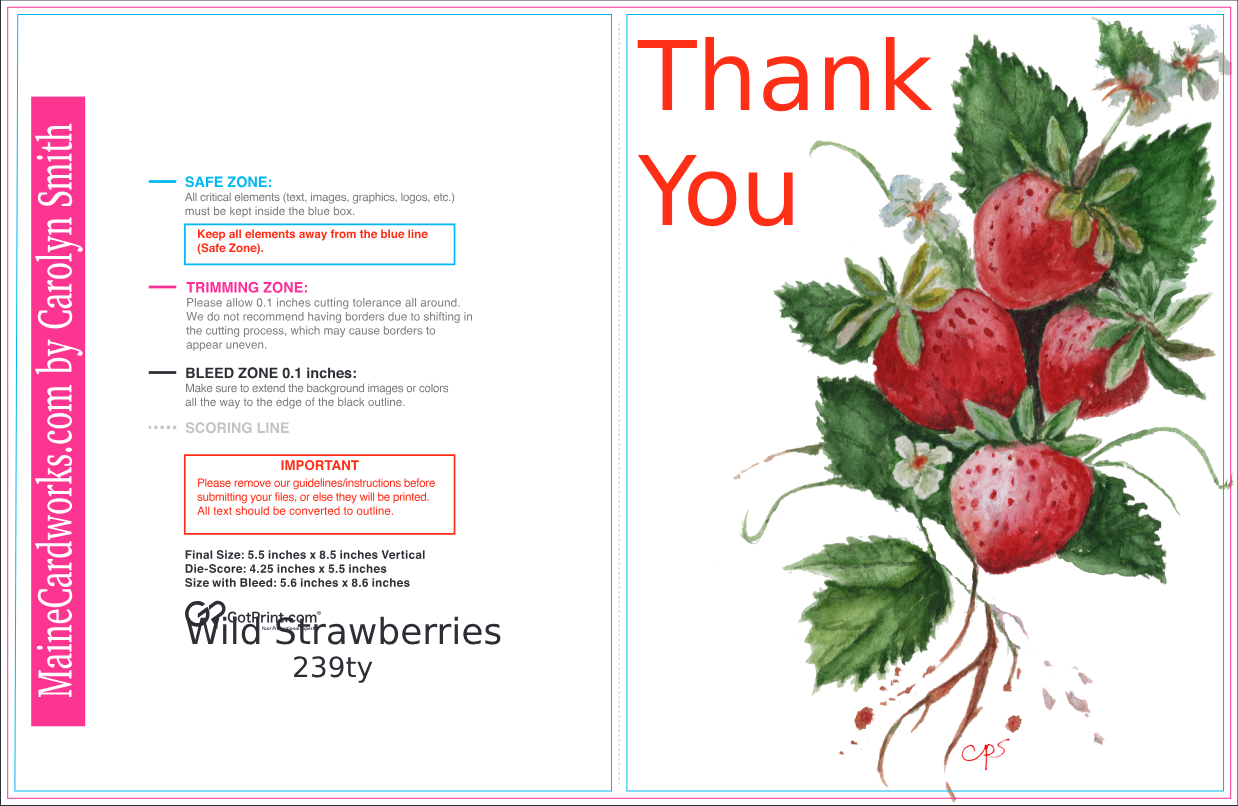 MaineCardworks.com by Carolyn Smith
SAFE ZONE:
All critical elements (text, images, graphics, logos, etc.)
must be kept inside the blue box.
Keep all elements away from the blue line
(Safe Zone).
TRIMMING ZONE:
Please allow 0.1 inches cutting tolerance all around.
We do not recommend having borders due to shifting in
the cutting process, which may cause borders to
appear uneven.
BLEED ZONE 0.1 inches:
Make sure to extend the background images or colors
all the way to the edge of the black outline.
SCORING LINE
IMPORTANT
Please remove our guidelines/instructions before
submitting your files, or else they will be printed.
All text should be converted to outline.
Final Size: 5.5 inches x 8.5 inches Vertical
Die-Score: 4.25 inches x 5.5 inches
Size with Bleed: 5.6 inches x 8.6 inches
GotPrint.com®
Wild Strawberries
239ty
Thank
You
CPS